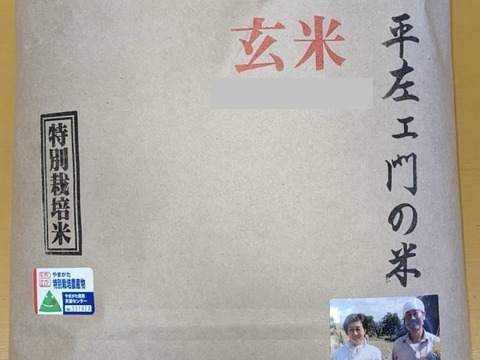 平左エ門の米
玄米
特別栽培米
やまがた
特別栽培農産物